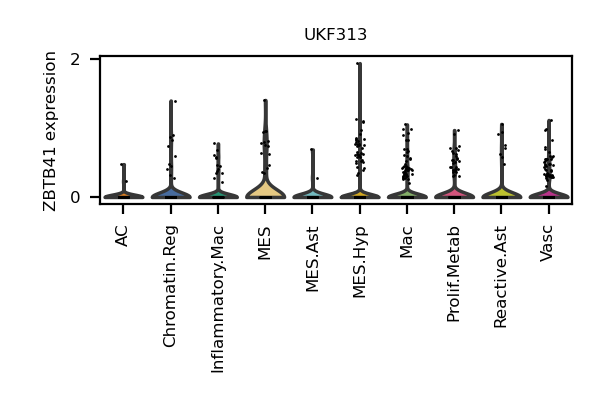 UKF313
ZBTB41 expression
2
0
AC
Chromatin.Reg
Inflammatory.Mac
MES
MES.Ast
MES.Hyp
Mac
Prolif.Metab
Reactive.Ast
Vasc